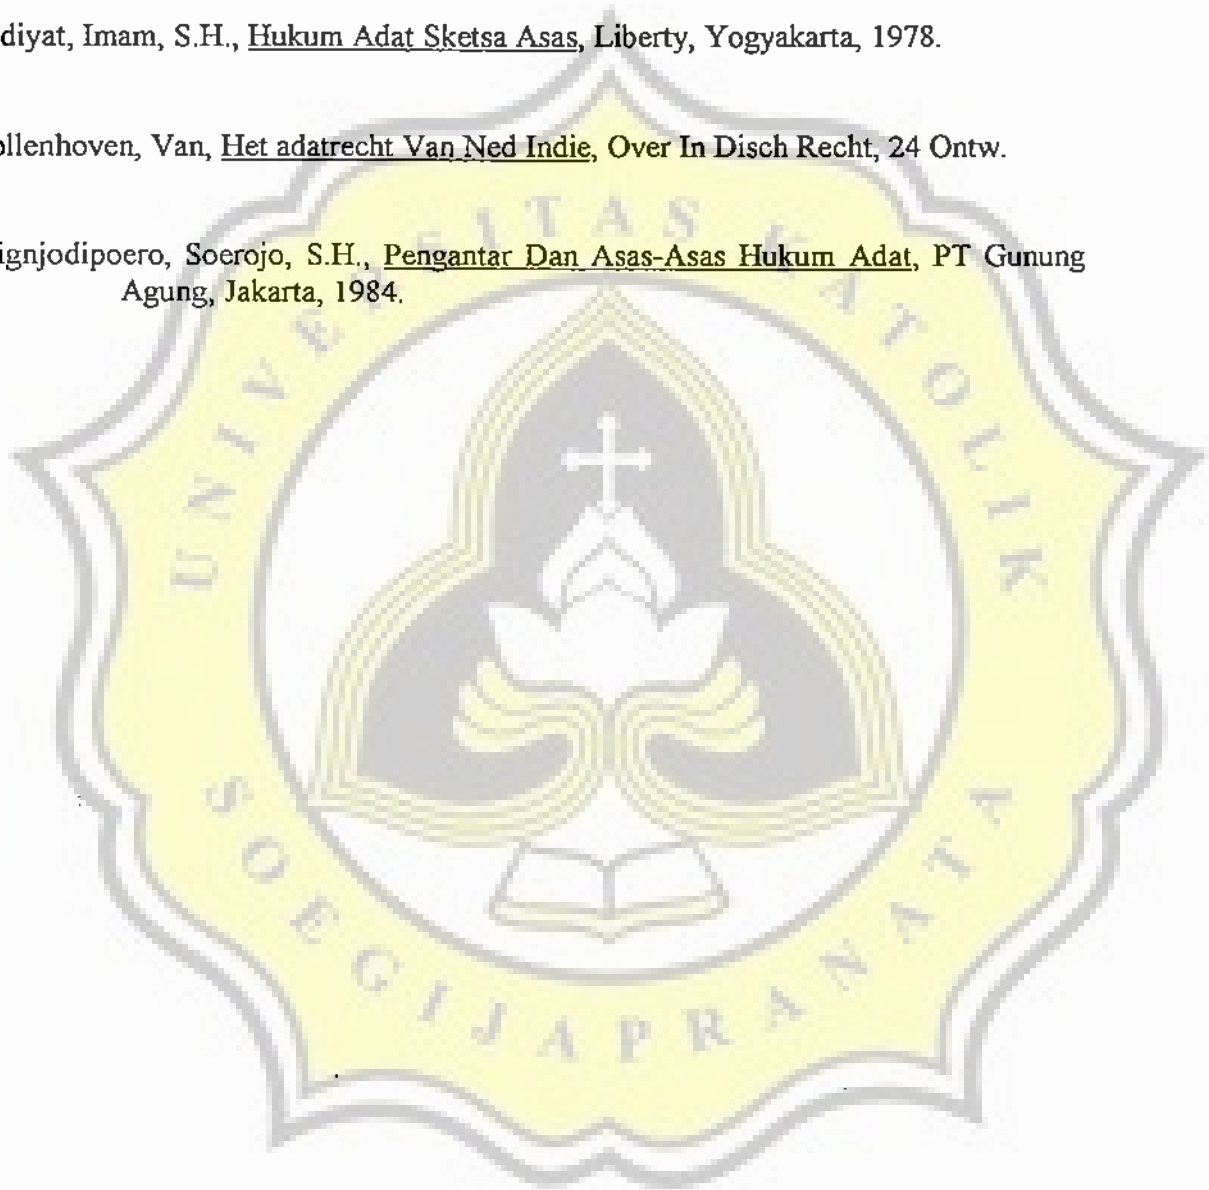 diyat, Imam, S.H., Hukum Adat Sketsa Asas, Liberty, Yogyakarta, 1978.
ollenhoven, Van, Het adatrecht Van Ned Indie, Over In Disch Recht, 24 Ontw.
ignjodipoero, Soerojo, S.H., Pengantar Dan Asas-Asas Hukum Adat, PT Gunung
Agung, Jakarta, 1984.
UNIVERSITAS KATOLIK
SOEGIJAPRANATA